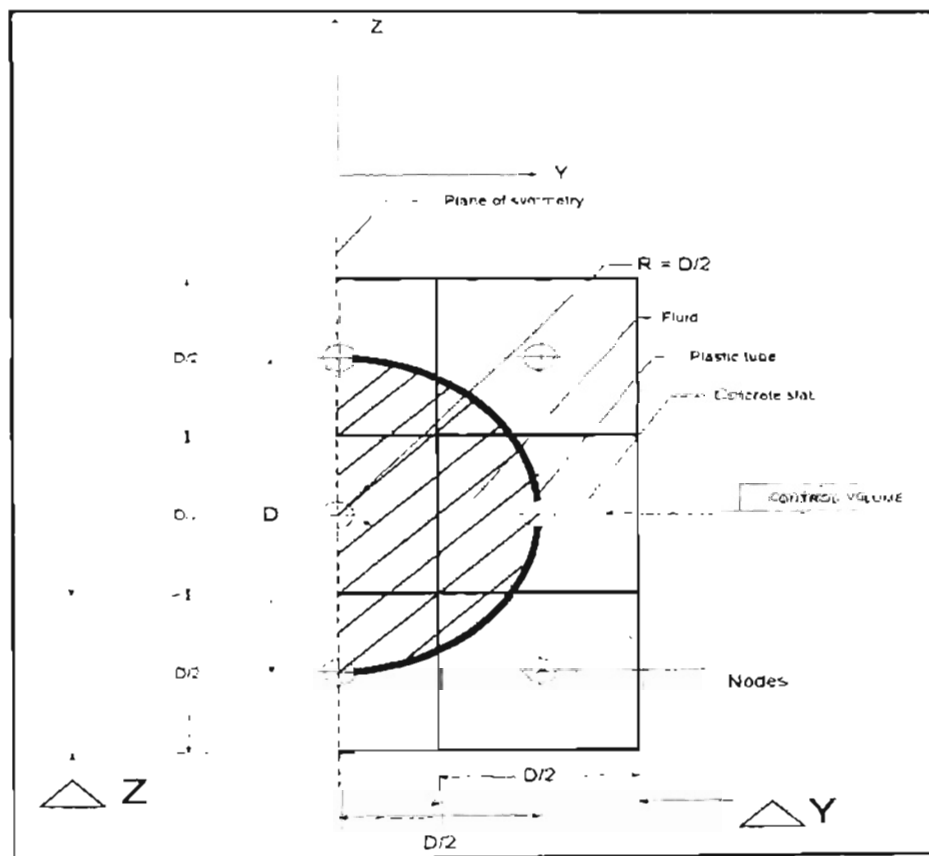 Z
Y
Plane of symmetry
R = D/2
Fluid
D/2
Plastic tube
Concrete slab
D
CONTROL VOLUME
D/2
Nodes
D/2
Z
Y
D/2